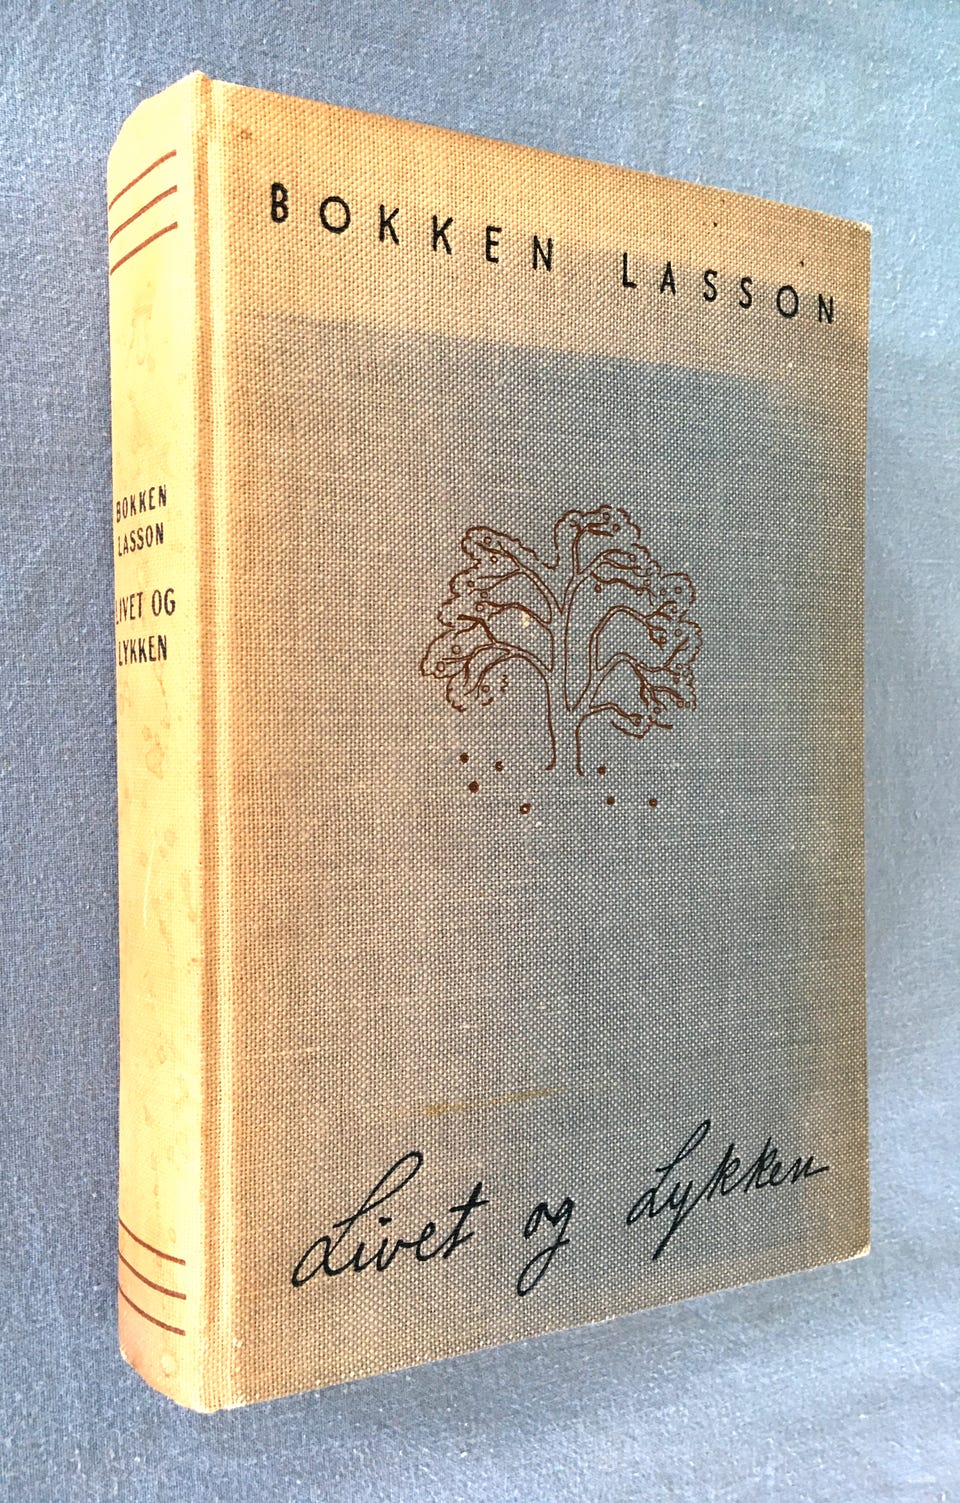 BOKKEN LASSON
Livet og Lykken
BOKKEN
LASSON
LIVET OG
LYKKEN